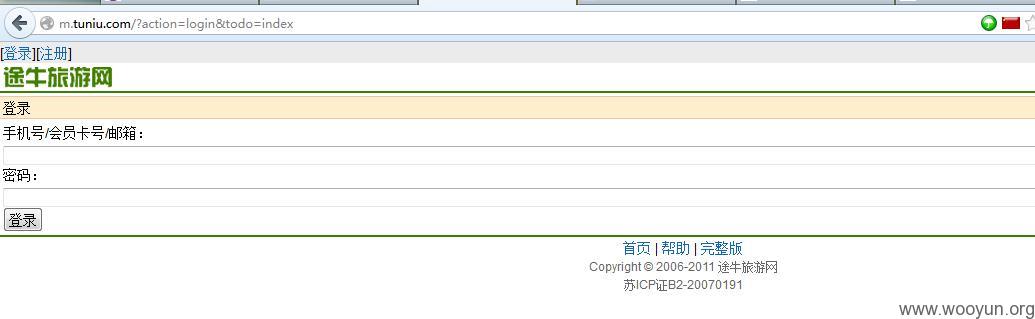 m.tuniu.com/?action=login&todo=index
[登录][注册]
途牛旅游网
登录
手机号/会员卡号/邮箱：
密码：
登录
首页 | 帮助 | 完整版
Copyright © 2006-2011 途牛旅游网
苏ICP证B2-20070191
www.wooyun.org